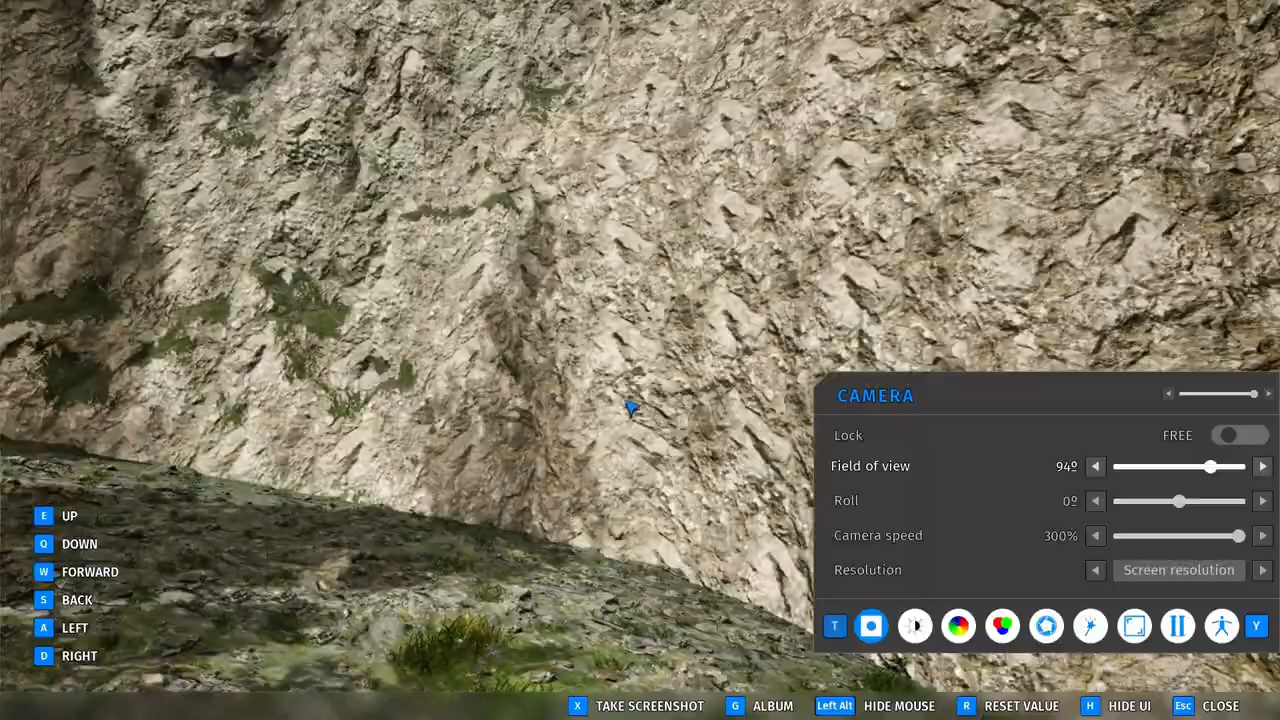 CAMERA
Lock FREE
Field of view 94º
Roll 0º
Camera speed 300%
Resolution Screen resolution
T Y
E UP
Q DOWN
W FORWARD
S BACK
A LEFT
D RIGHT
X TAKE SCREENSHOT G ALBUM Left Alt HIDE MOUSE R RESET VALUE H HIDE UI Esc CLOSE